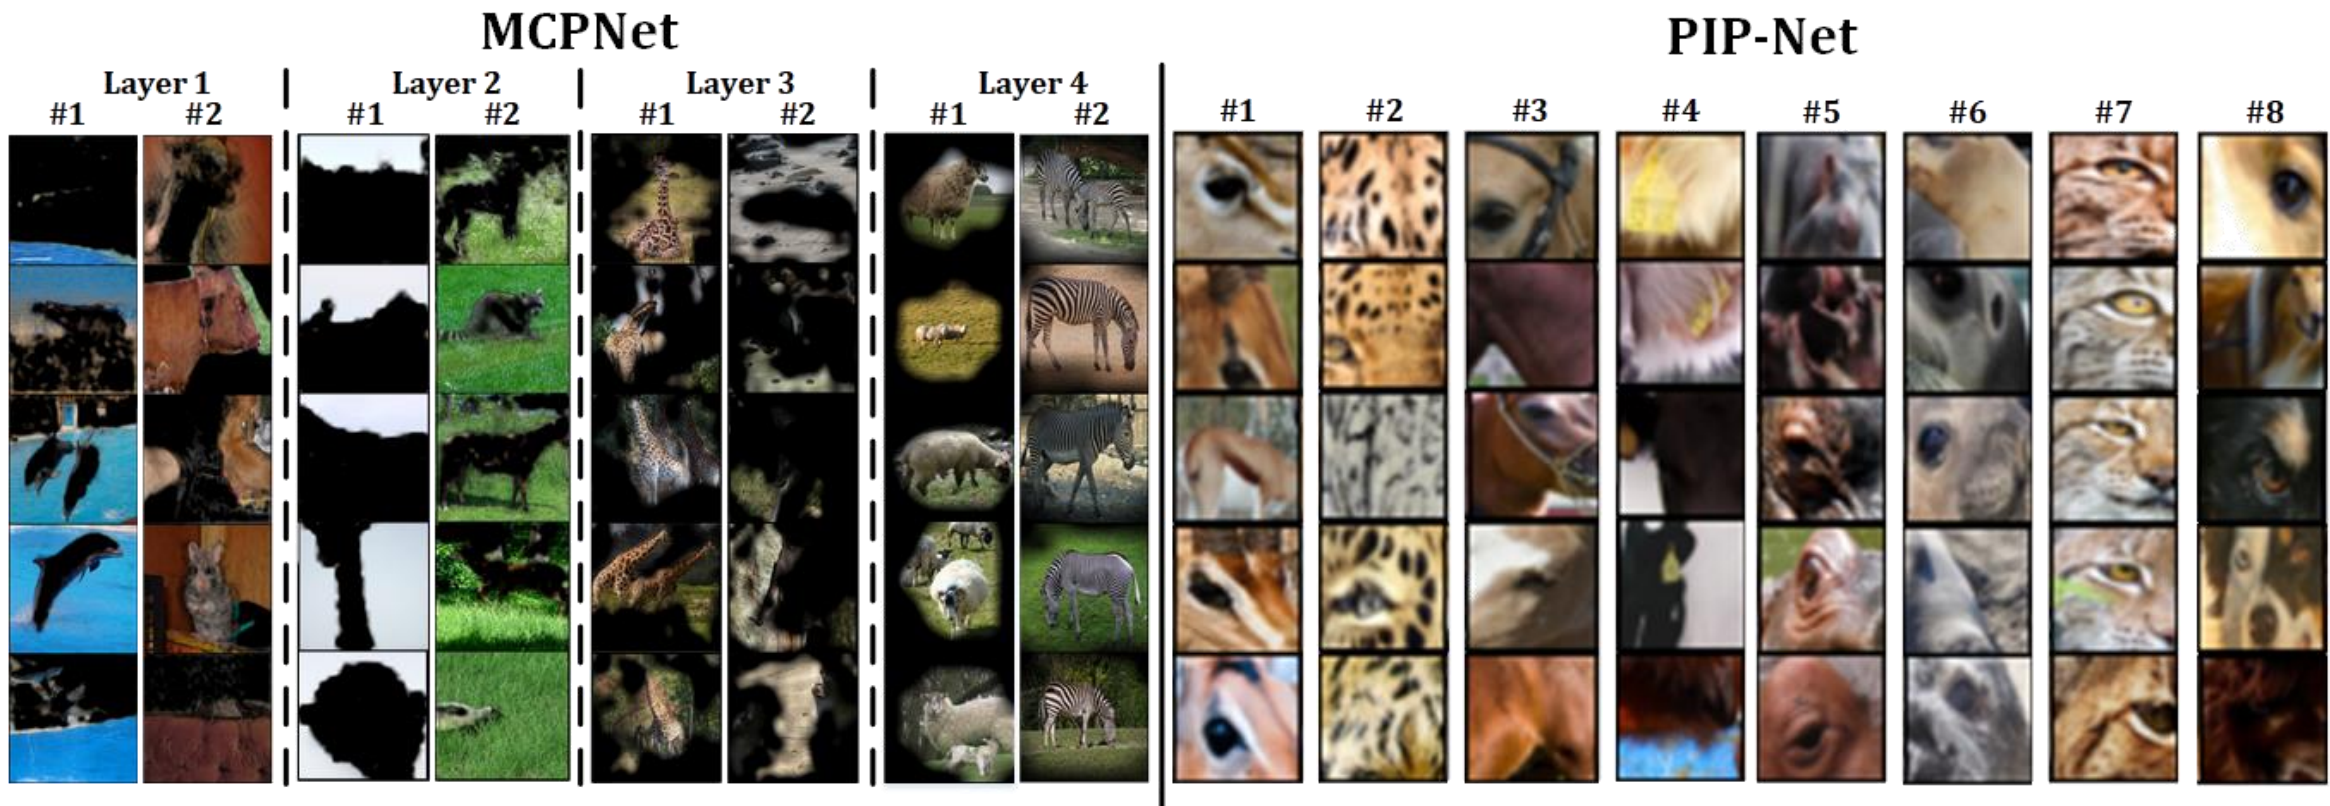 MCPNet
PIP-Net
Layer 1
Layer 2
Layer 3
Layer 4
#1 #2 #1 #2 #1 #2 #1 #2 #1 #2 #3 #4 #5 #6 #7 #8